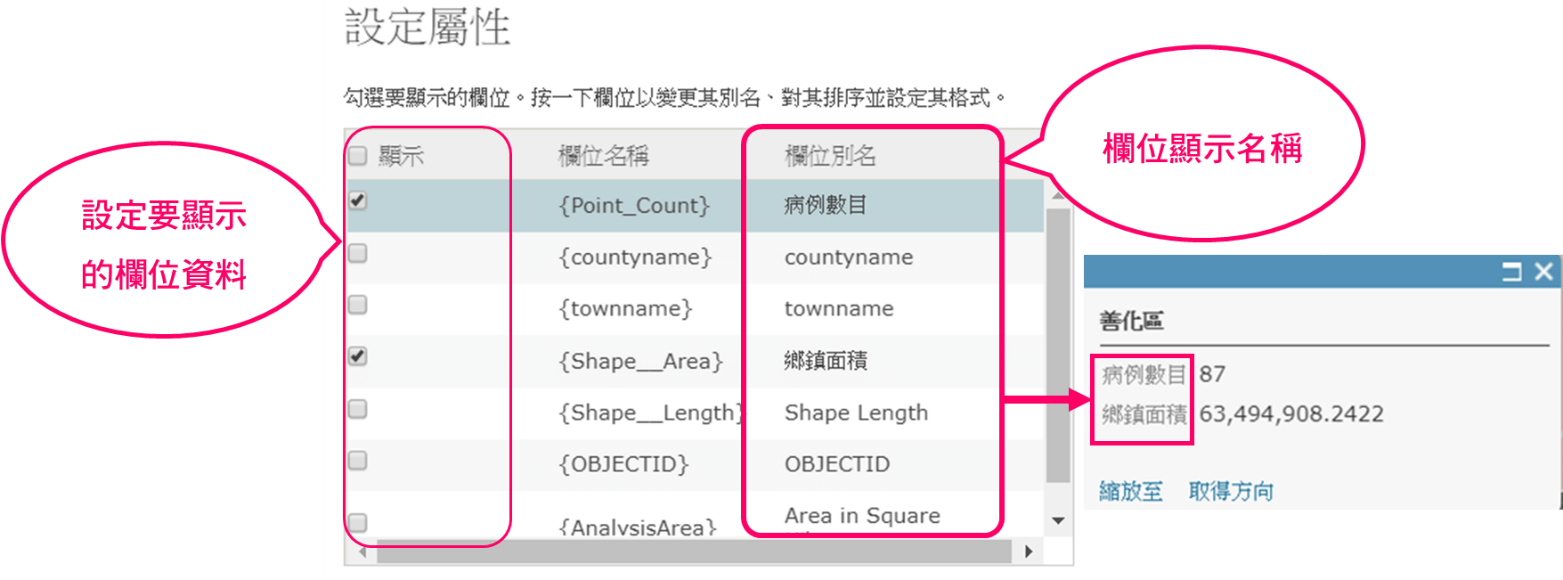 設定屬性
勾選要顯示的欄位。按一下欄位以變更其別名、對其排序並設定其格式。
顯示 欄位名稱 欄位別名
{Point_Count} 病例數目
{countyname} countyname
{townname} townname
{Shape__Area} 鄉鎮面積
{Shape__Length} Shape Length
{OBJECTID} OBJECTID
{AnalysisArea} Area in Square
設定要顯示
的欄位資料
欄位顯示名稱
善化區
病例數目 87
鄉鎮面積 63,494,908.2422
縮放至 取得方向